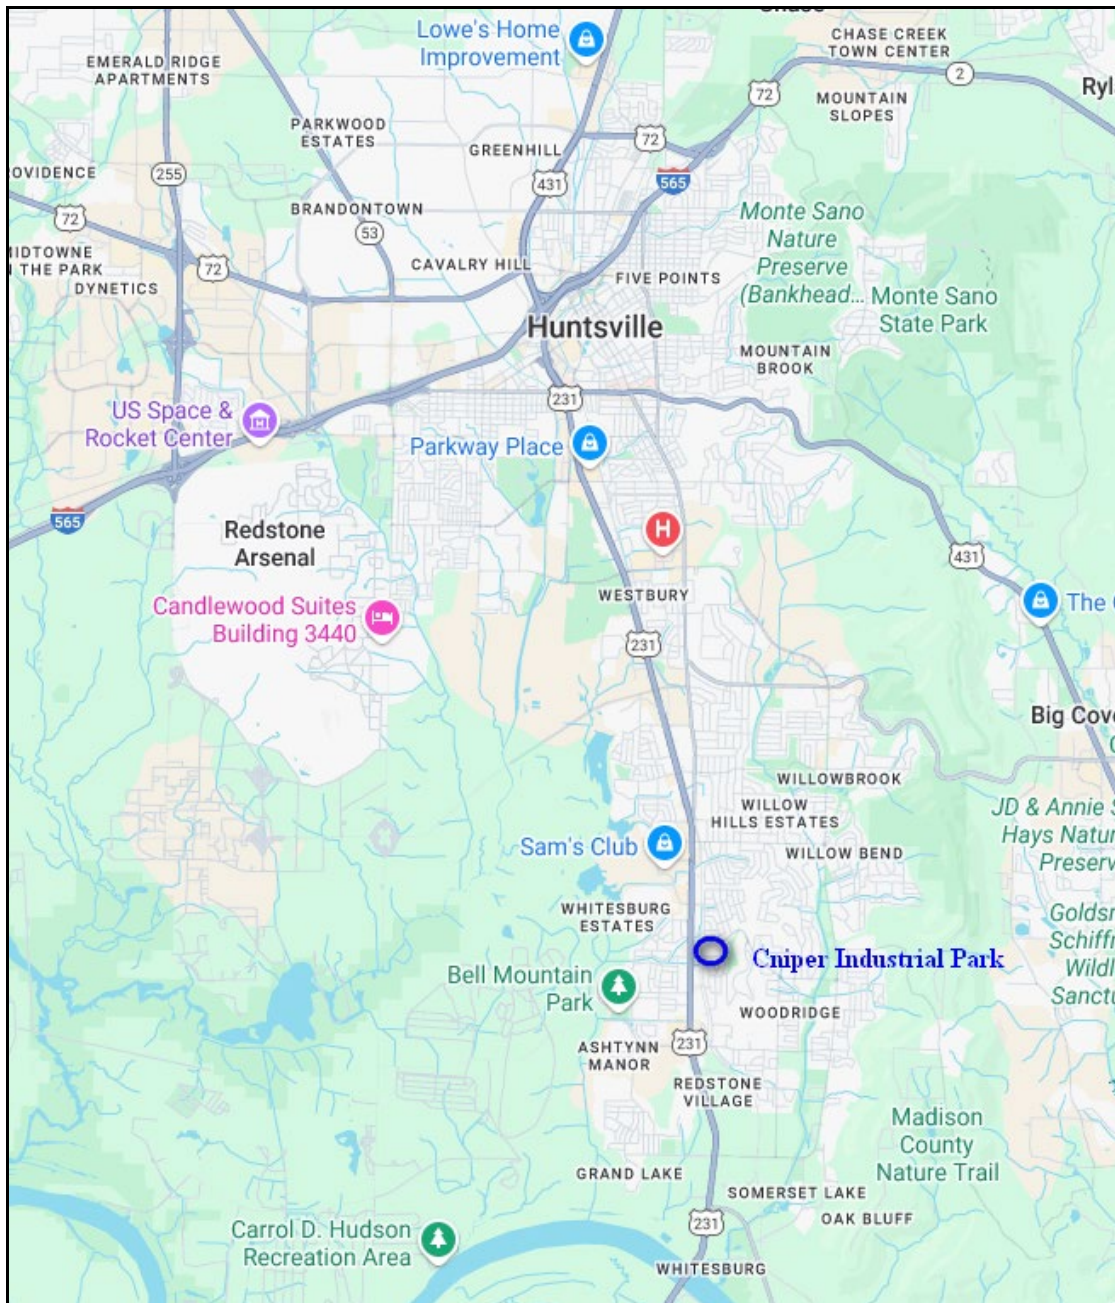 Lowe's Home
Improvement
CHASE CREEK
TOWN CENTER
EMERALD RIDGE
APARTMENTS
2
72
MOUNTAIN
SLOPES
PARKWOOD
ESTATES
72
GREENHILL
255
431
565
72
BRANDONTOWN
53
Monte Sano
Nature
Preserve
(Bankhead...
DYNETICS
72
CAVALRY HILL
FIVE POINTS
Monte Sano
State Park
Huntsville
MOUNTAIN
BROOK
231
US Space &
Rocket Center
Parkway Place
565
Redstone
Arsenal
H
431
Candlewood Suites
Building 3440
WESTBURY
The
231
WILLOWBROOK
WILLOW
HILLS ESTATES
JD & Annie
Sam's Club
WILLOW BEND
WHITESBURG
ESTATES
Cniper Industrial Park
Bell Mountain
Park
WOODRIDGE
ASHTYNN
MANOR
231
REDSTONE
VILLAGE
Madison
County
Nature Trail
GRAND LAKE
SOMERSET LAKE
OAK BLUFF
231
Carrol D. Hudson
Recreation Area
WHITESBURG